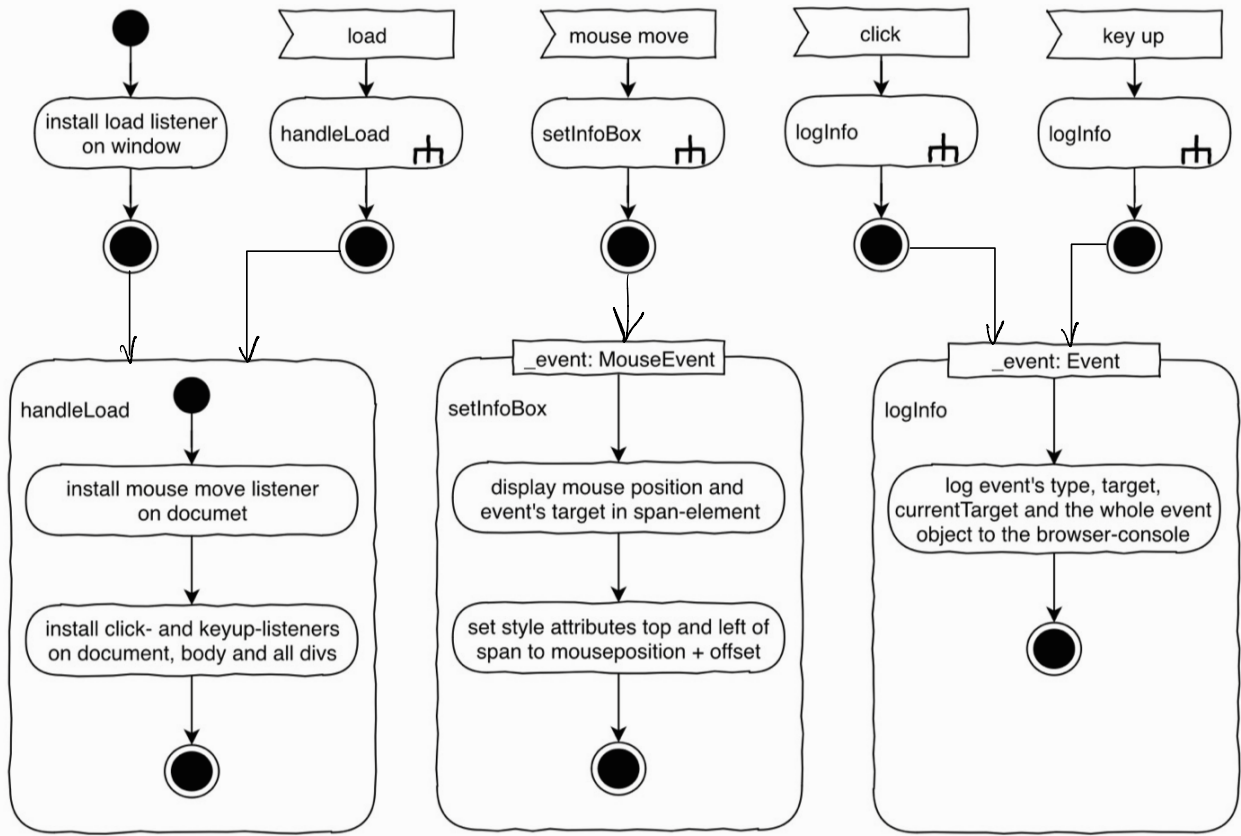 load
mouse move
click
key up
install load listener
on window
handleLoad
setInfoBox
logInfo
logInfo
_event: MouseEvent
_event: Event
handleLoad
setInfoBox
logInfo
install mouse move listener
on documet
display mouse position and
event's target in span-element
log event's type, target,
currentTarget and the whole event
object to the browser-console
install click- and keyup-listeners
on document, body and all divs
set style attributes top and left of
span to mouseposition + offset